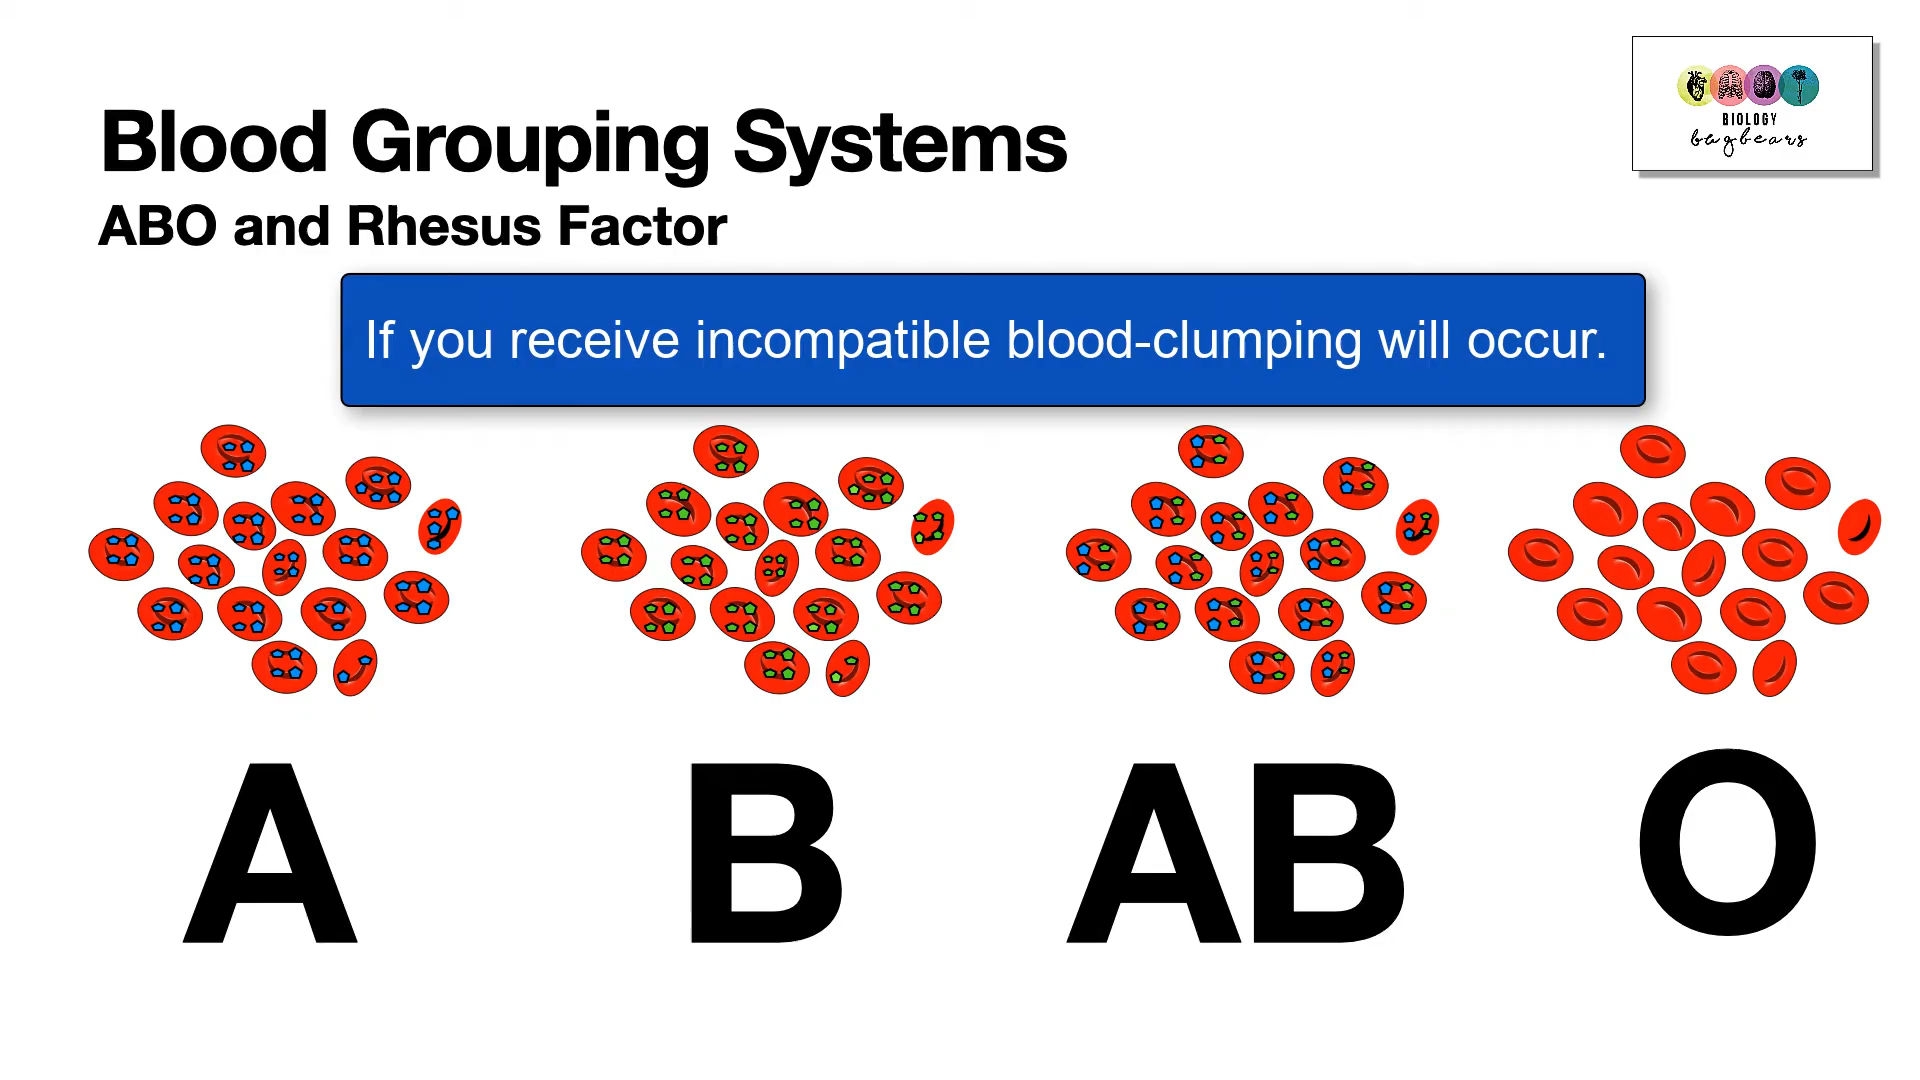 Blood Grouping Systems
ABO and Rhesus Factor
BIOLOGY
bugbears
If you receive incompatible blood-clumping will occur.
A B AB O